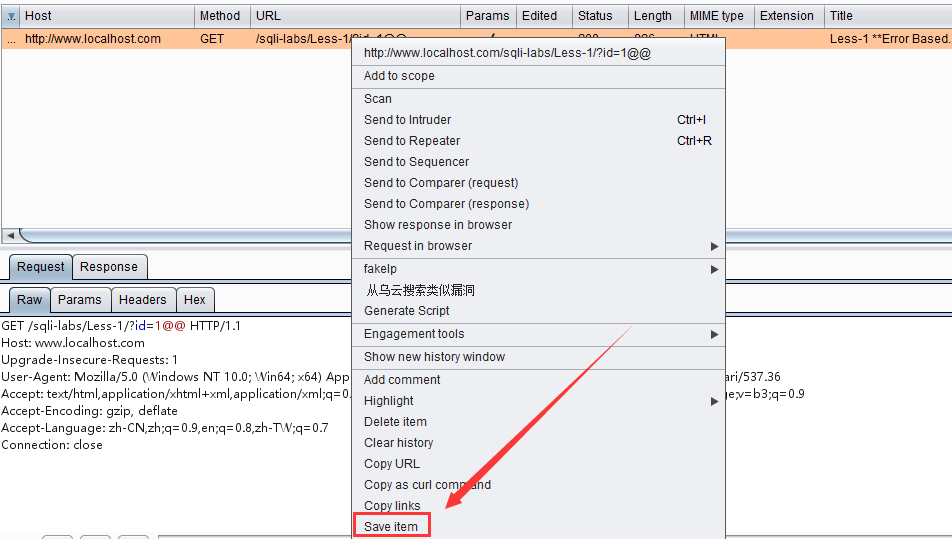 Host Method URL Params Edited Status Length MIME type Extension Title
... http://www.localhost.com GET /sqli-labs/Less-1/?id=1@@ Less-1 **Error Based.
http://www.localhost.com/sqli-labs/Less-1/?id=1@@
Add to scope
Scan
Send to Intruder Ctrl+I
Send to Repeater Ctrl+R
Send to Sequencer
Send to Comparer (request)
Send to Comparer (response)
Show response in browser
Request in browser
fakeIp
从乌云搜索类似漏洞
Generate Script
Engagement tools
Show new history window
Add comment
Highlight
Delete item
Clear history
Copy URL
Copy as curl command
Copy links
Save item
Request Response
Raw Params Headers Hex
GET /sqli-labs/Less-1/?id=1@@ HTTP/1.1
Host: www.localhost.com
Upgrade-Insecure-Requests: 1
User-Agent: Mozilla/5.0 (Windows NT 10.0; Win64; x64) App ari/537.36
Accept: text/html,application/xhtml+xml,application/xml;q=0. ge;v=b3;q=0.9
Accept-Encoding: gzip, deflate
Accept-Language: zh-CN,zh;q=0.9,en;q=0.8,zh-TW;q=0.7
Connection: close